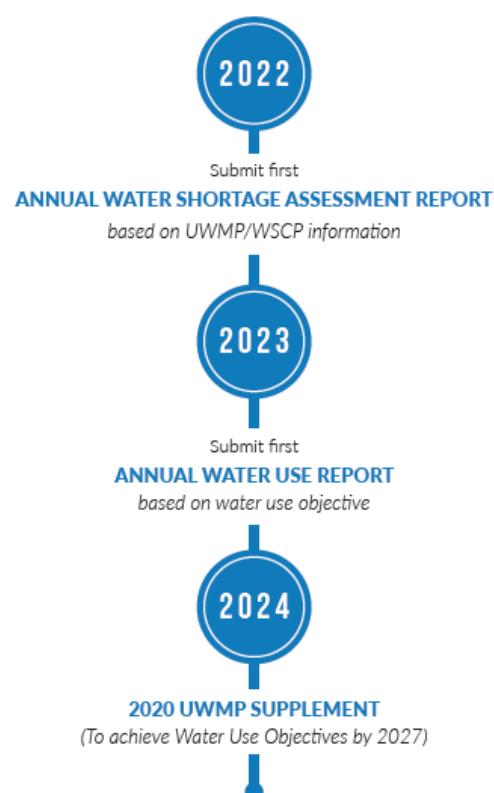 2022
Submit first
ANNUAL WATER SHORTAGE ASSESSMENT REPORT
based on UWMP/WSCP information
2023
Submit first
ANNUAL WATER USE REPORT
based on water use objective
2024
2020 UWMP SUPPLEMENT
(To achieve Water Use Objectives by 2027)